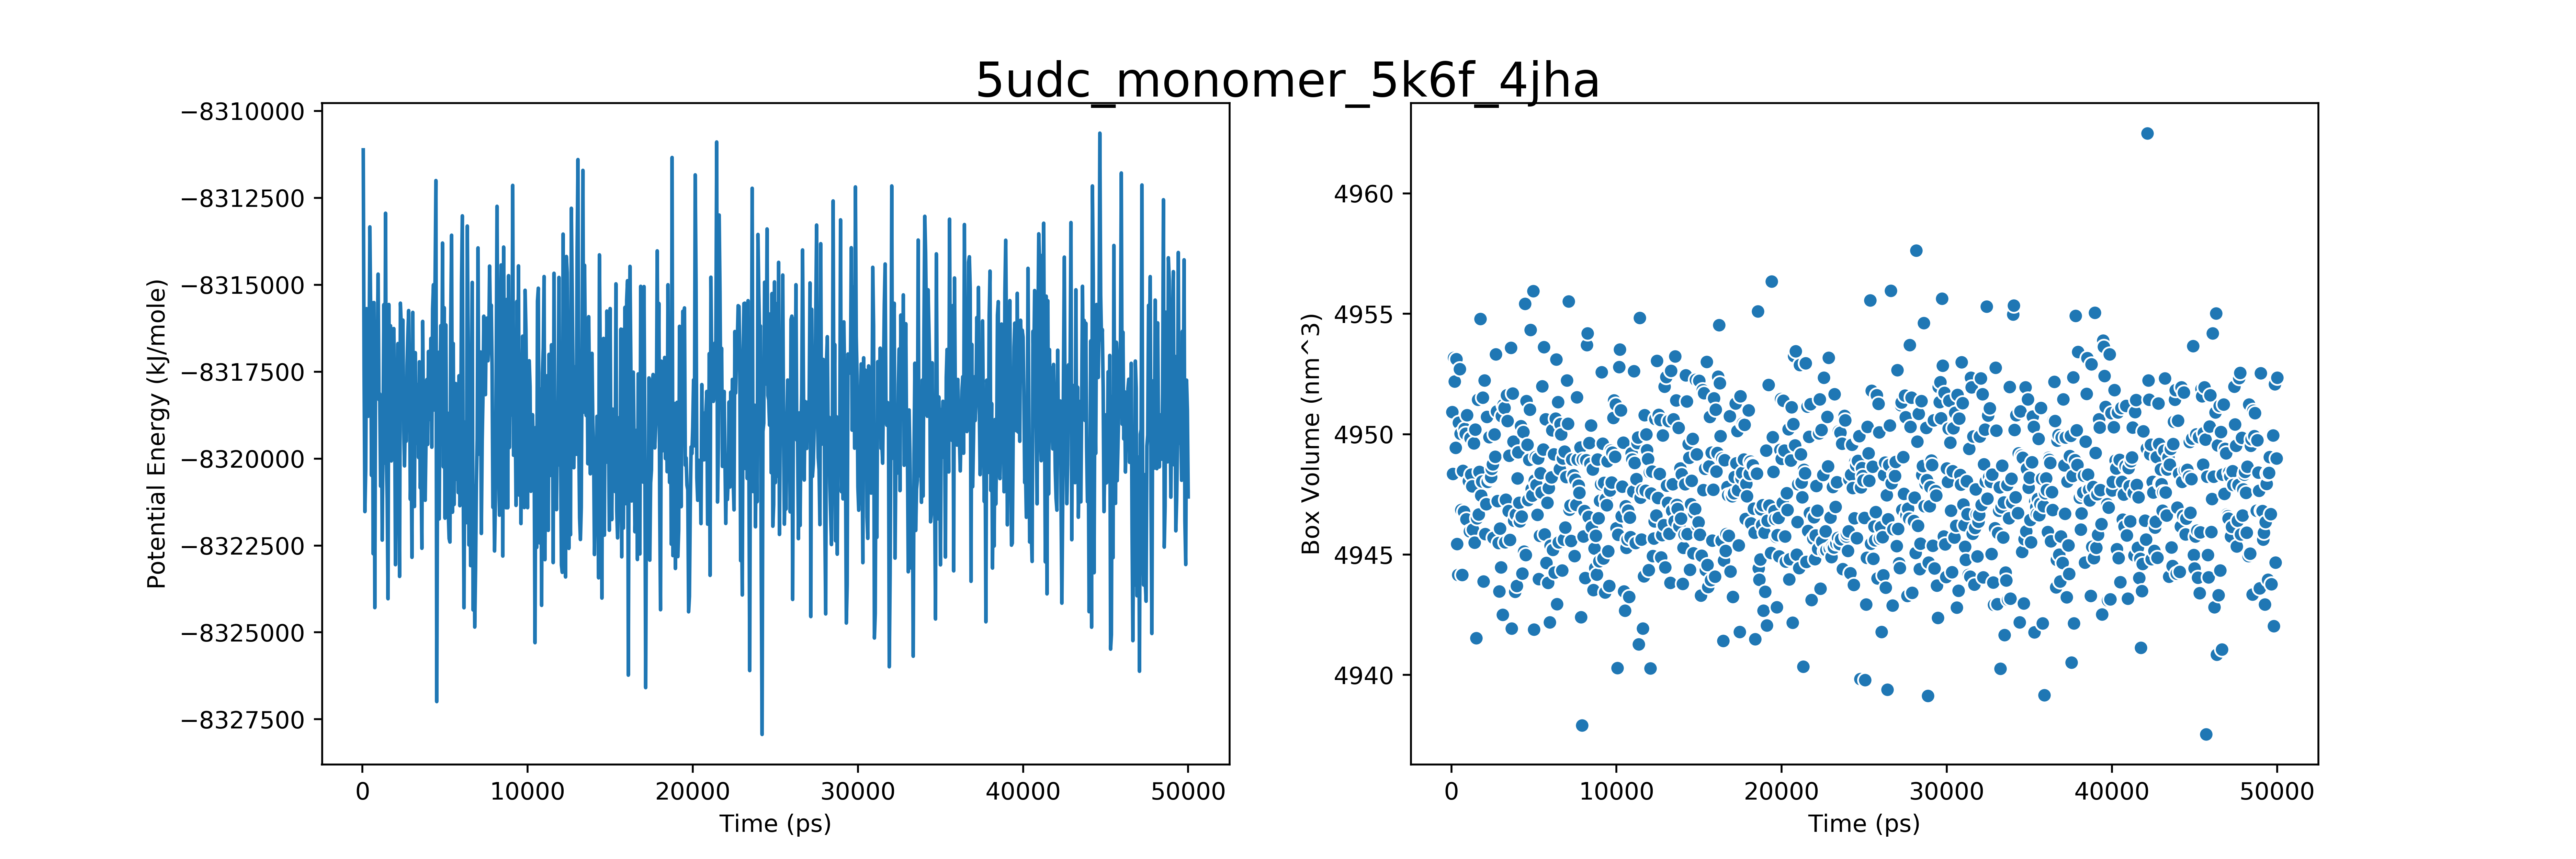 5udc_monomer_5k6f_4jha
Potential Energy (kJ/mole)
−8310000
−8312500
−8315000
−8317500
−8320000
−8322500
−8325000
−8327500
0 10000 20000 30000 40000 50000
Time (ps)
Box Volume (nm^3)
4960
4955
4950
4945
4940
0 10000 20000 30000 40000 50000
Time (ps)